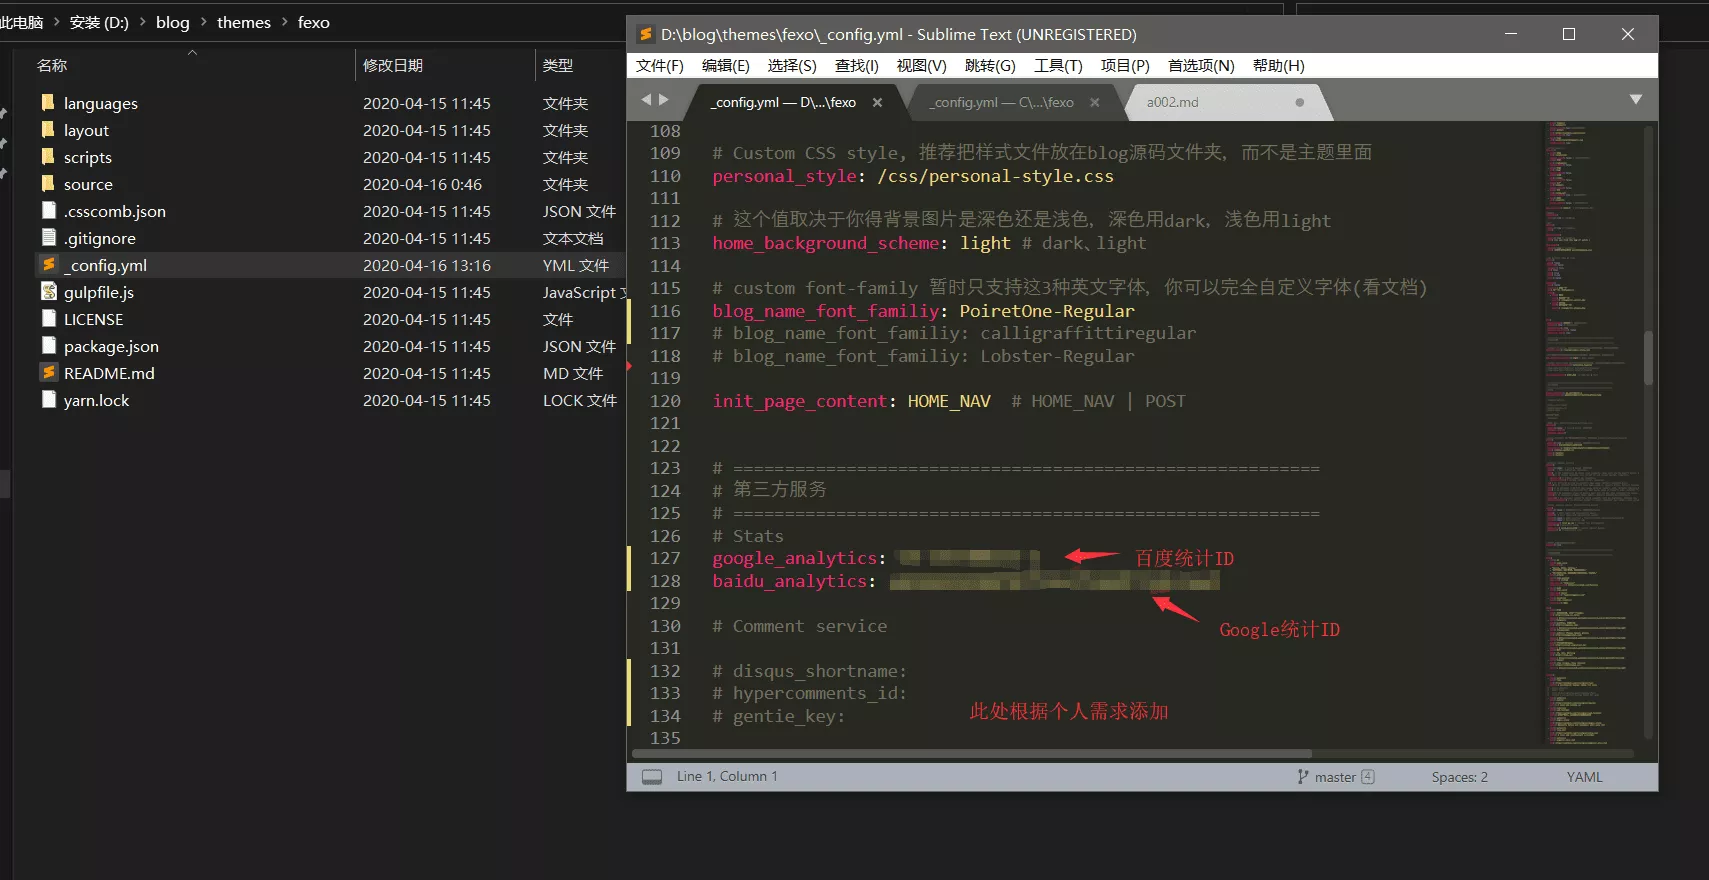 此电脑 › 安装 (D:) › blog › themes › fexo
名称 修改日期 类型
languages 2020-04-15 11:45 文件夹
layout 2020-04-15 11:45 文件夹
scripts 2020-04-15 11:45 文件夹
source 2020-04-16 0:46 文件夹
.csscomb.json 2020-04-15 11:45 JSON 文件
.gitignore 2020-04-15 11:45 文本文档
_config.yml 2020-04-16 13:16 YML 文件
gulpfile.js 2020-04-15 11:45 JavaScript
LICENSE 2020-04-15 11:45 文件
package.json 2020-04-15 11:45 JSON 文件
README.md 2020-04-15 11:45 MD 文件
yarn.lock 2020-04-15 11:45 LOCK 文件
D:\blog\themes\fexo\_config.yml - Sublime Text (UNREGISTERED)
文件(F) 编辑(E) 选择(S) 查找(I) 视图(V) 跳转(G) 工具(T) 项目(P) 首选项(N) 帮助(H)
_config.yml — D\...\fexo _config.yml — C\...\fexo a002.md
108
109 # Custom CSS style, 推荐把样式文件放在blog源码文件夹, 而不是主题里面
110 personal_style: /css/personal-style.css
111
112 # 这个值取决于你得背景图片是深色还是浅色, 深色用dark, 浅色用light
113 home_background_scheme: light # dark、light
114
115 # custom font-family 暂时只支持这3种英文字体, 你可以完全自定义字体(看文档)
116 blog_name_font_familiy: PoiretOne-Regular
117 # blog_name_font_familiy: calligraffittiregular
118 # blog_name_font_familiy: Lobster-Regular
119
120 init_page_content: HOME_NAV # HOME_NAV | POST
121
122
123 # =========================================================
124 # 第三方服务
125 # =========================================================
126 # Stats
127 google_analytics: 百度统计ID
128 baidu_analytics:
129
130 # Comment service
Google统计ID
131
132 # disqus_shortname:
133 # hypercomments_id:
134 # gentie_key:
此处根据个人需求添加
135
Line 1, Column 1 master 4 Spaces: 2 YAML